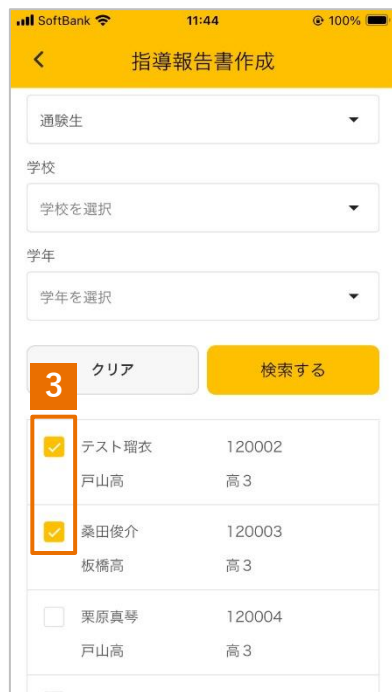 SoftBank 11:44 100%
指導報告書作成
通験生
学校
学校を選択
学年
学年を選択
クリア 検索する
3
テスト瑠衣 120002
戸山高 高3
桑田俊介 120003
板橋高 高3
栗原真琴 120004
戸山高 高3